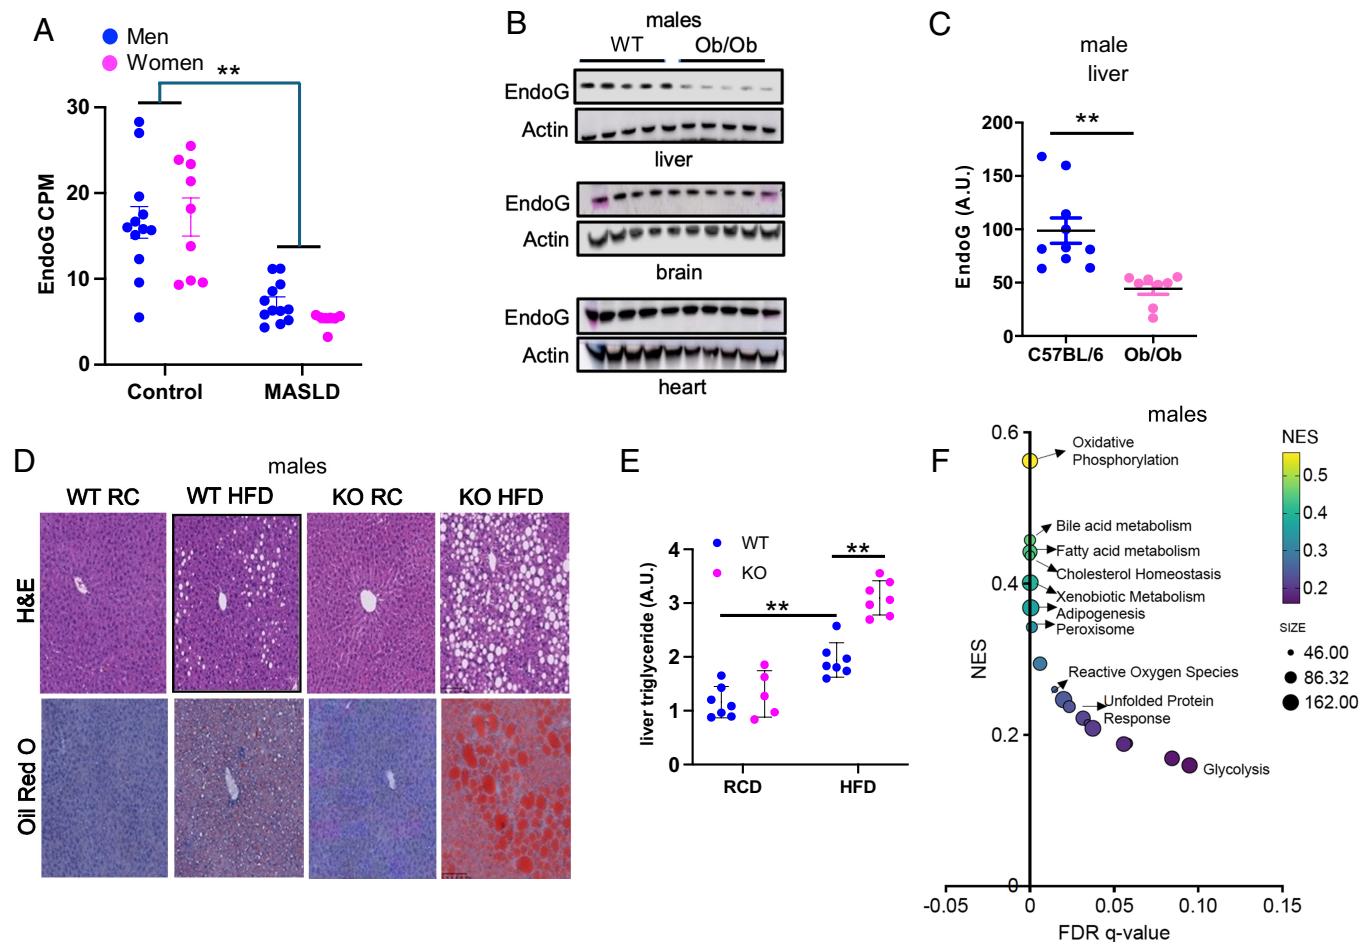 A
Men
Women
**
EndoG CPM
30
20
10
0
Control
MASLD
B
males
WT
Ob/Ob
EndoG
Actin
liver
EndoG
Actin
brain
EndoG
Actin
heart
C
male
liver
**
EndoG (A.U.)
200
150
100
50
0
C57BL/6
Ob/Ob
D
males
WT RC
WT HFD
KO RC
KO HFD
H&E
Oil Red O
E
WT
KO
**
**
liver triglyceride (A.U.)
4
3
2
1
0
RCD
HFD
F
males
NES
0.6
0.4
0.2
0
Oxidative
Phosphorylation
Bile acid metabolism
Fatty acid metabolism
Cholesterol Homeostasis
Xenobiotic Metabolism
Adipogenesis
Peroxisome
Reactive Oxygen Species
Unfolded Protein
Response
Glycolysis
-0.05
0
0.05
0.10
0.15
FDR q-value
NES
0.5
0.4
0.3
0.2
SIZE
46.00
86.32
162.00